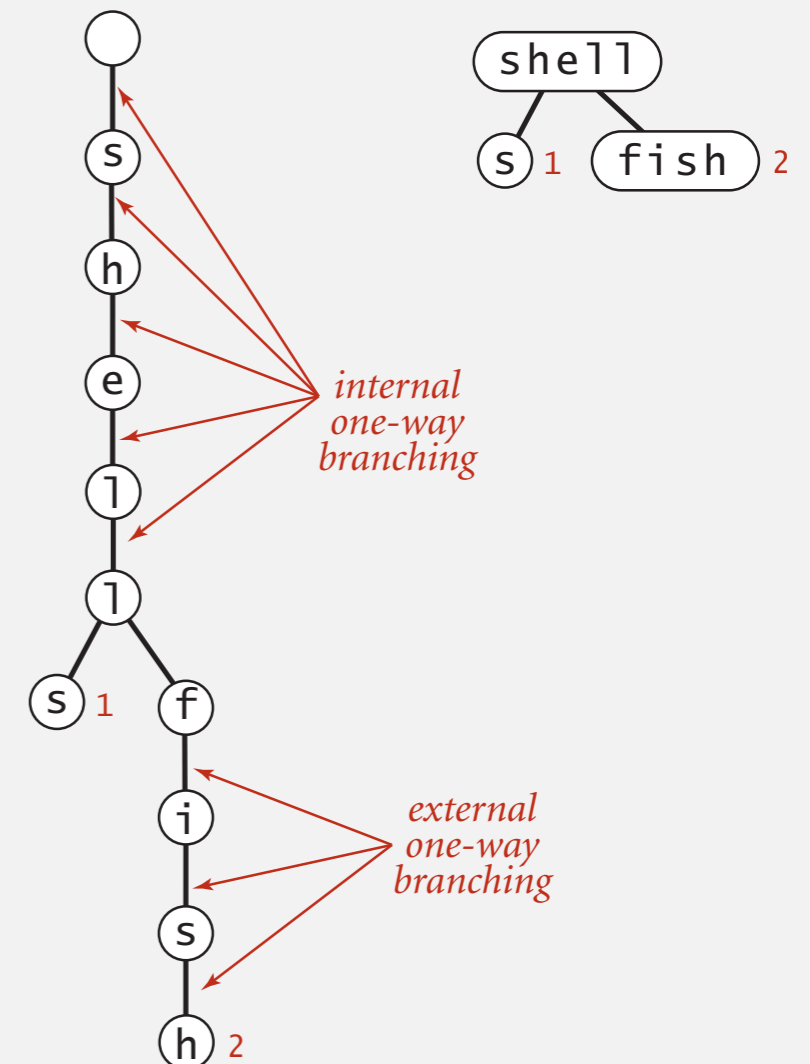 shell
s 1 fish 2
s
h
e
internal
one-way
branching
l
l
s 1 f
i
external
one-way
branching
s
h 2